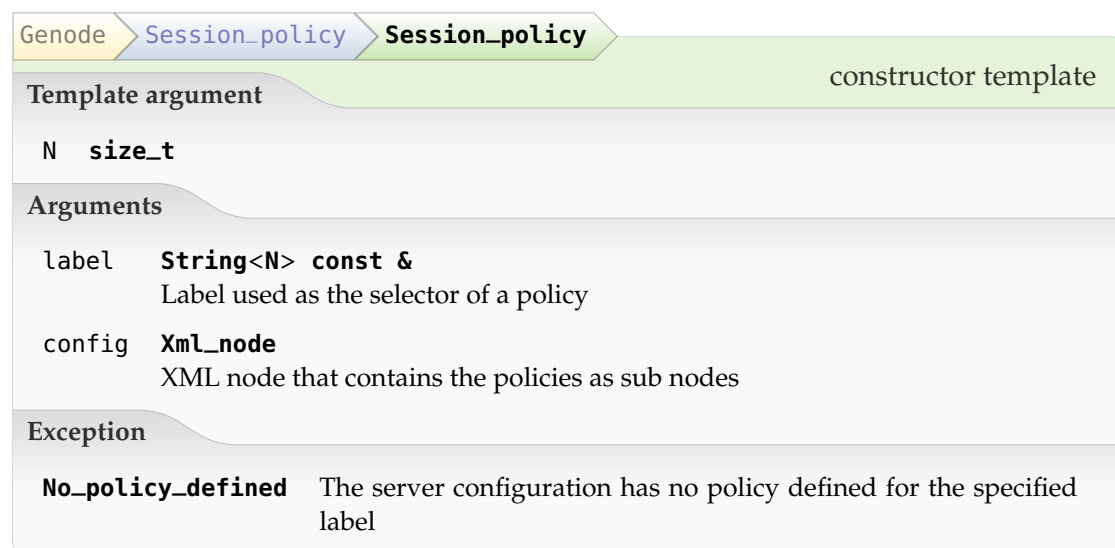 Genode Session_policy Session_policy
constructor template
Template argument
N size_t
Arguments
label String<N> const &
Label used as the selector of a policy
config Xml_node
XML node that contains the policies as sub nodes
Exception
No_policy_defined The server configuration has no policy defined for the specified
label